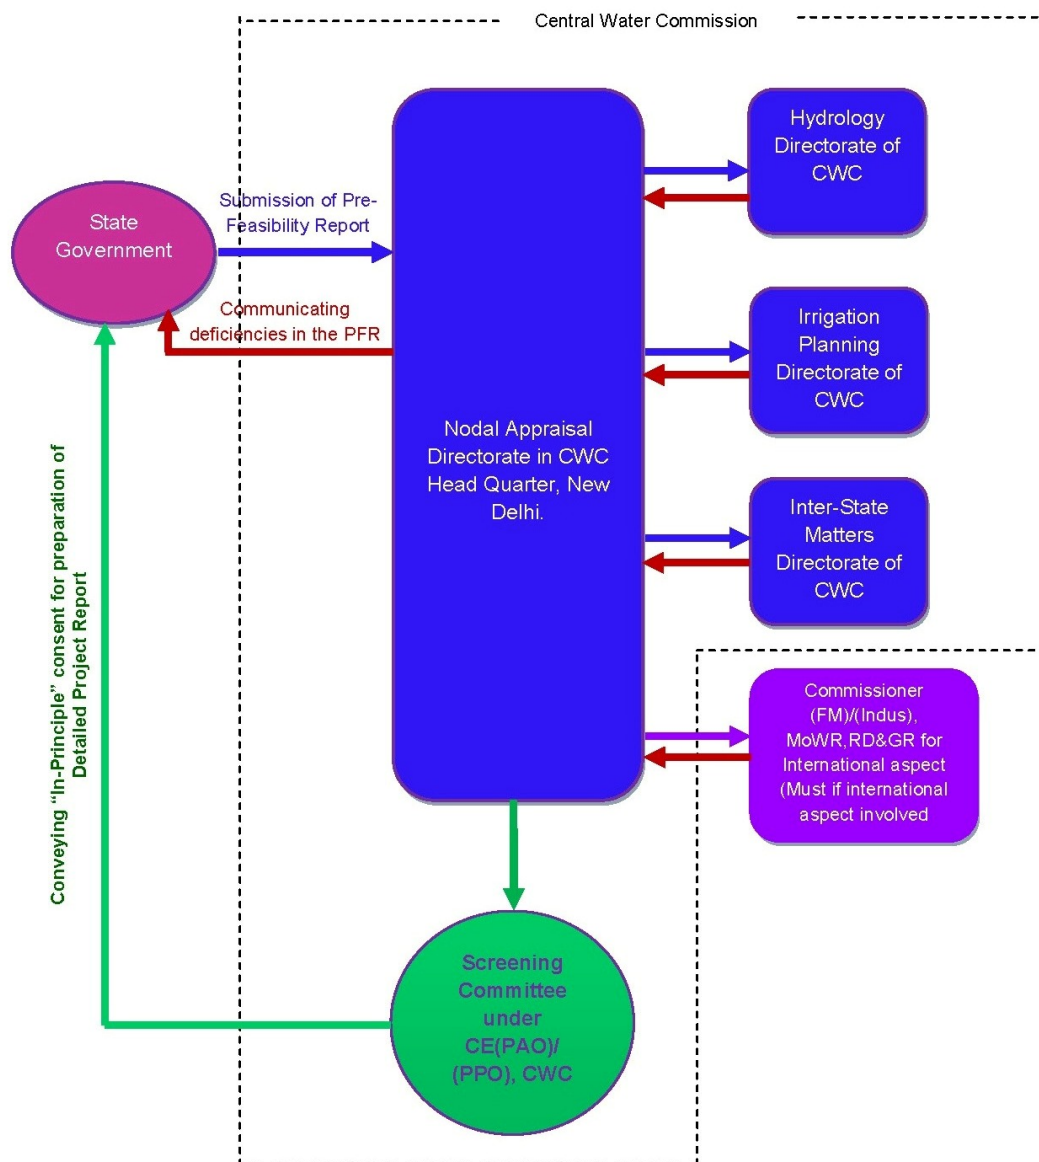 Central Water Commission
Hydrology
Directorate of
CWC
State
Government
Submission of Pre-
Feasibility Report
Communicating
deficiencies in the PFR
Irrigation
Planning
Directorate of
CWC
Nodal Appraisal
Directorate in CWC
Head Quarter, New
Delhi.
Inter-State
Matters
Directorate of
CWC
Commissioner
(FM)/(Indus),
MoWR,RD&GR for
International aspect
(Must if international
aspect involved
Conveying “In-Principle” consent for preparation of
Detailed Project Report
Screening
Committee
under
CE(PAO)/
(PPO), CWC